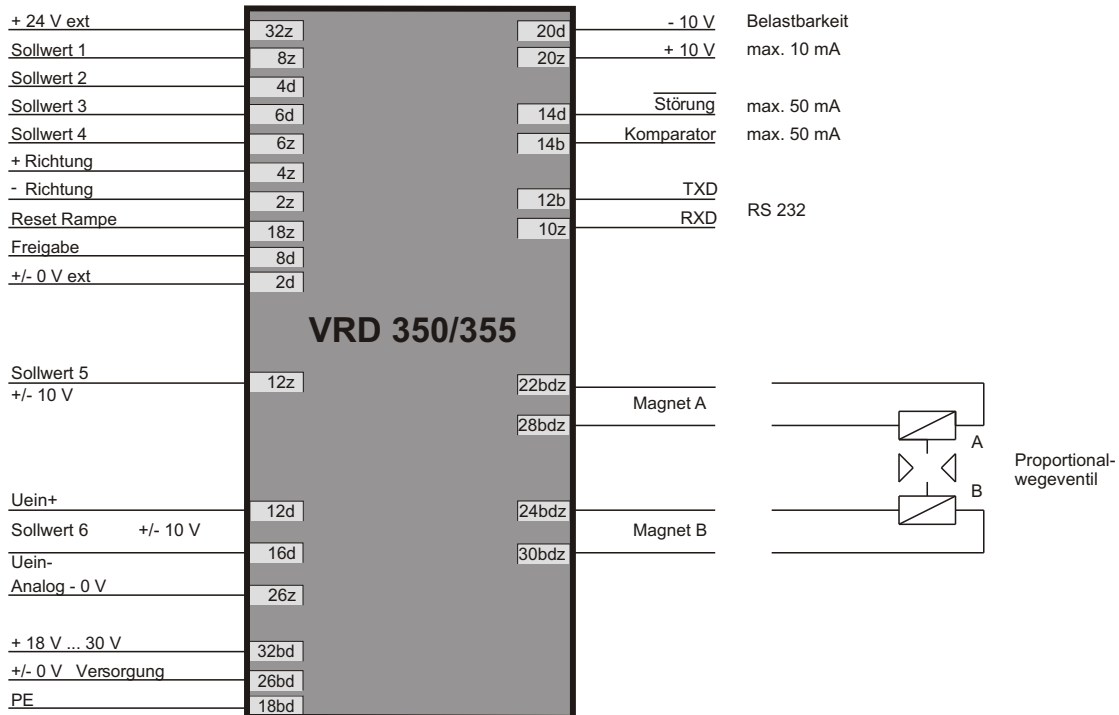 + 24 V ext
32z
Sollwert 1
8z
Sollwert 2
4d
Sollwert 3
6d
Sollwert 4
6z
+ Richtung
4z
- Richtung
2z
Reset Rampe
18z
Freigabe
8d
+/- 0 V ext
2d
20d
- 10 V
Belastbarkeit
20z
+ 10 V
max. 10 mA
14d
Störung
max. 50 mA
14b
Komparator
max. 50 mA
12b
TXD
10z
RXD
RS 232
VRD 350/355
Sollwert 5
+/- 10 V
12z
22bdz
Magnet A
28bdz
A
B
Proportional-
wegeventil
Uein+
12d
Sollwert 6 +/- 10 V
16d
Uein-
Analog - 0 V
26z
24bdz
Magnet B
30bdz
+ 18 V ... 30 V
32bd
+/- 0 V Versorgung
26bd
PE
18bd